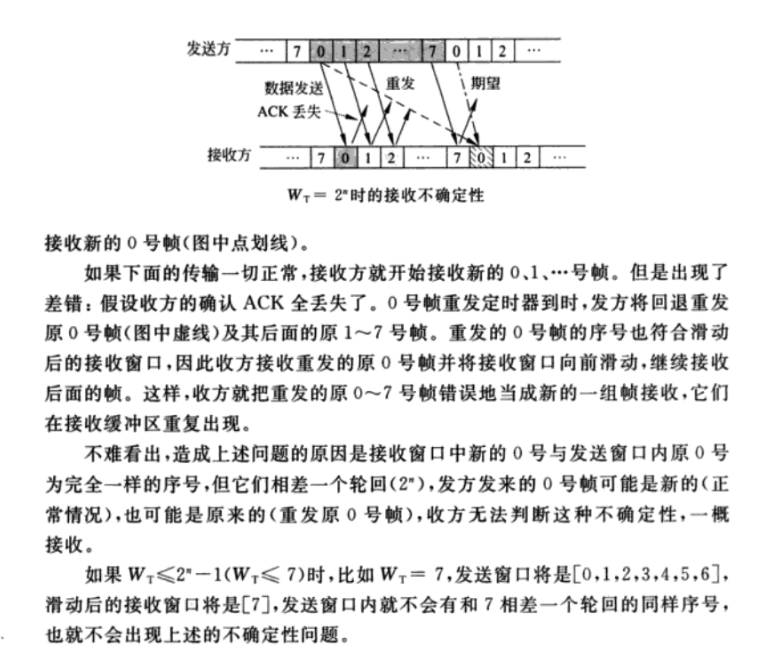 发送方 … 7 0 1 2 … 7 0 1 2 …
数据发送 重发 期望
ACK 丢失
接收方 … 7 0 1 2 … 7 0 1 2 …
W_T = 2ⁿ时的接收不确定性
接收新的 0 号帧(图中点划线)。
如果下面的传输一切正常,接收方就开始接收新的 0、1、…号帧。但是出现了
差错：假设收方的确认 ACK 全丢失了。0 号帧重发定时器到时,发方将回退重发
原 0 号帧(图中虚线)及其后面的原 1～7 号帧。重发的 0 号帧的序号也符合滑动
后的接收窗口,因此收方接收重发的原 0 号帧并将接收窗口向前滑动,继续接收
后面的帧。这样,收方就把重发的原 0～7 号帧错误地当成新的一组帧接收,它们
在接收缓冲区重复出现。
不难看出,造成上述问题的原因是接收窗口中新的 0 号与发送窗口内原 0 号
为完全一样的序号,但它们相差一个轮回(2ⁿ),发方发来的 0 号帧可能是新的(正
常情况),也可能是原来的(重发原 0 号帧),收方无法判断这种不确定性,一概
接收。
如果 W_T≤2ⁿ−1(W_T≤ 7)时,比如 W_T= 7,发送窗口将是[0,1,2,3,4,5,6],
滑动后的接收窗口将是[7],发送窗口内就不会有和 7 相差一个轮回的同样序号,
也就不会出现上述的不确定性问题。